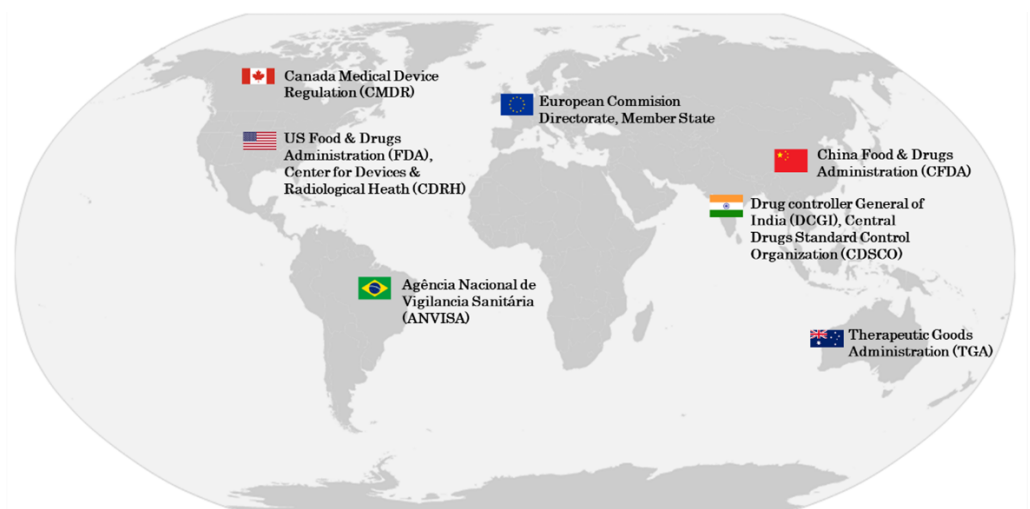 Canada Medical Device
Regulation (CMDR)
US Food & Drugs
Administration (FDA),
Center for Devices &
Radiological Heath (CDRH)
European Commision
Directorate, Member State
China Food & Drugs
Administration (CFDA)
Drug controller General of
India (DCGI), Central
Drugs Standard Control
Organization (CDSCO)
Agência Nacional de
Vigilancia Sanitária
(ANVISA)
Therapeutic Goods
Administration (TGA)